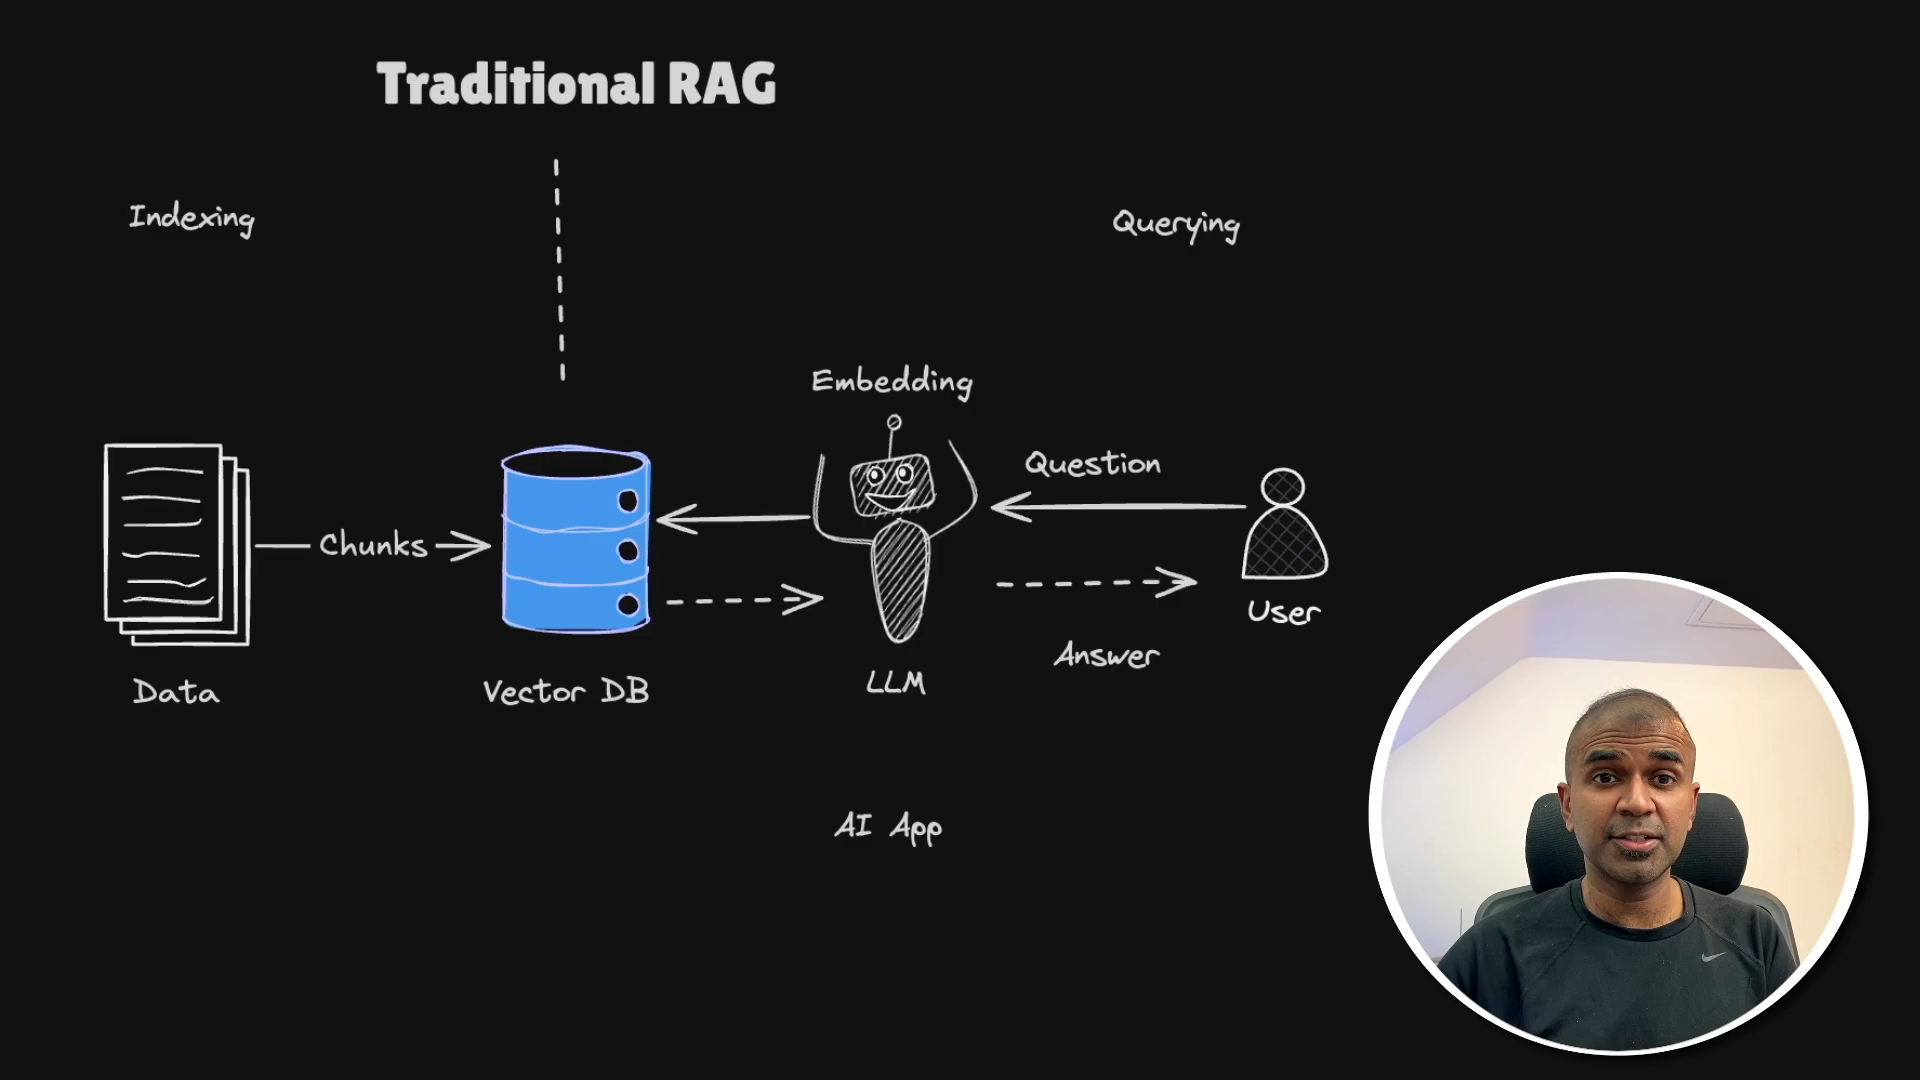 Traditional RAG
Indexing
Querying
Embedding
Question
Chunks
User
Answer
Data
Vector DB
LLM
AI App